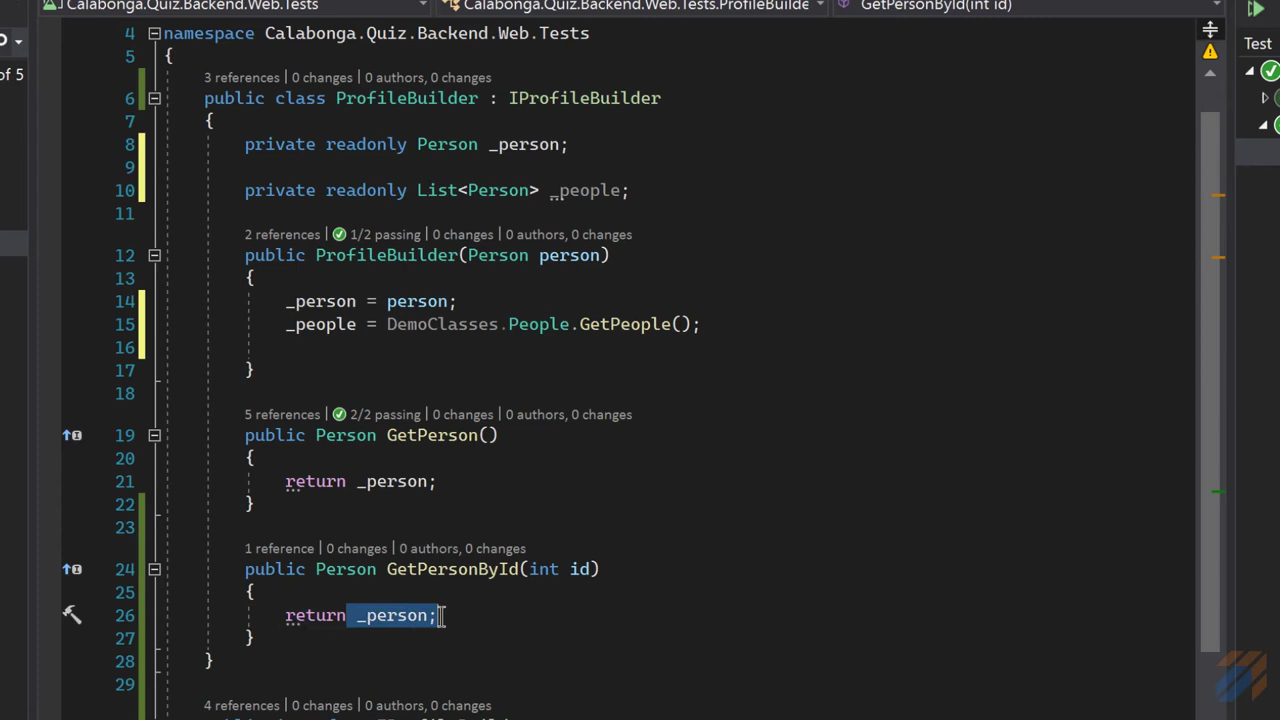 Calabonga.Quiz.Backend.Web.Tests
Calabonga.Quiz.Backend.Web.Tests.ProfileBuilde
GetPersonById(int id)
of 5
Test
4 namespace Calabonga.Quiz.Backend.Web.Tests
5 {
3 references | 0 changes | 0 authors, 0 changes
6 public class ProfileBuilder : IProfileBuilder
7 {
8 private readonly Person _person;
9
10 private readonly List<Person> _people;
11
2 references | 1/2 passing | 0 changes | 0 authors, 0 changes
12 public ProfileBuilder(Person person)
13 {
14 _person = person;
15 _people = DemoClasses.People.GetPeople();
16
17 }
18
5 references | 2/2 passing | 0 changes | 0 authors, 0 changes
19 public Person GetPerson()
20 {
21 return _person;
22 }
23
1 reference | 0 changes | 0 authors, 0 changes
24 public Person GetPersonById(int id)
25 {
26 return _person;
27 }
28 }
29
4 references | 0 changes | 0 authors, 0 changes